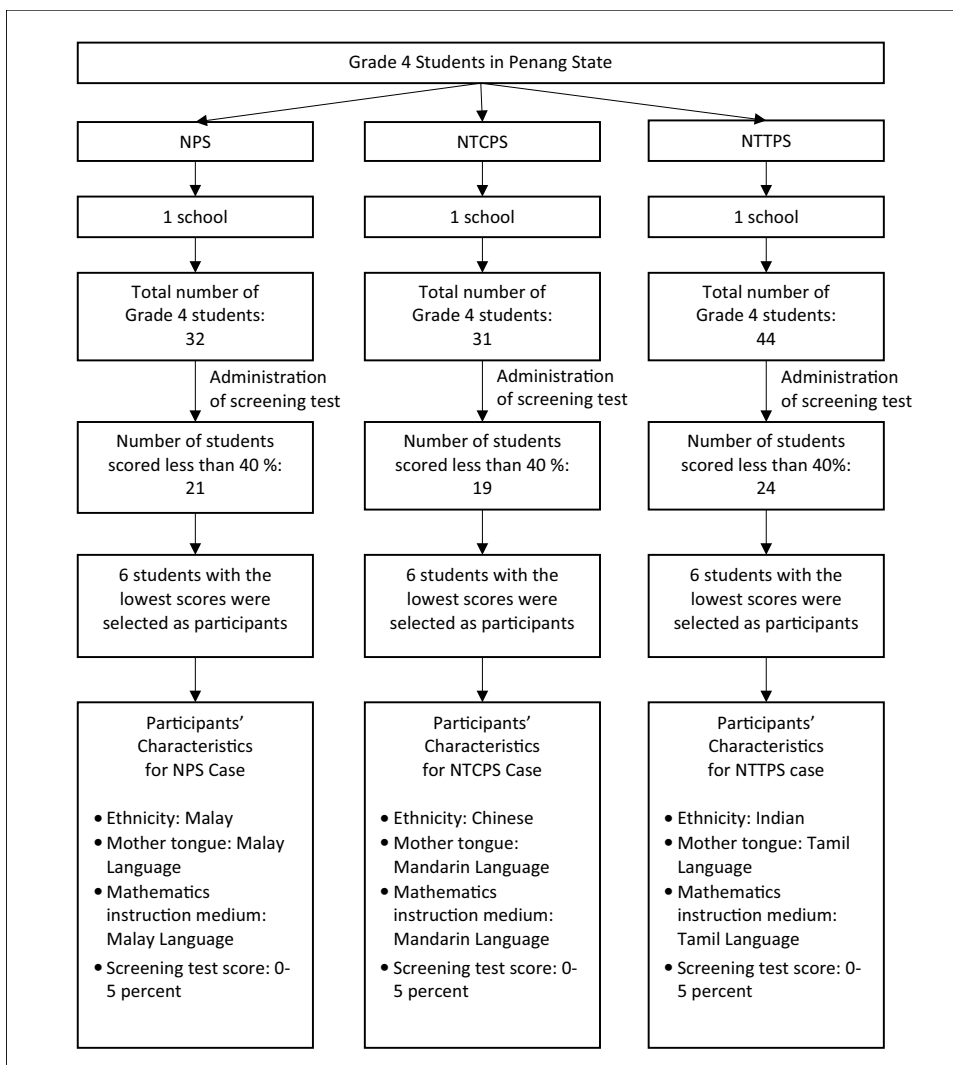 Grade 4 Students in Penang State
NPS
1 school
Total number of
Grade 4 students:
32
Administration
of screening test
Number of students
scored less than 40 %:
21
6 students with the
lowest scores were
selected as participants
Participants’
Characteristics
for NPS Case
• Ethnicity: Malay
• Mother tongue: Malay
Language
• Mathematics
instruction medium:
Malay Language
• Screening test score: 0-
5 percent
NTCPS
1 school
Total number of
Grade 4 students:
31
Administration
of screening test
Number of students
scored less than 40 %:
19
6 students with the
lowest scores were
selected as participants
Participants’
Characteristics
for NTCPS Case
• Ethnicity: Chinese
• Mother tongue:
Mandarin Language
• Mathematics
instruction medium:
Mandarin Language
• Screening test score: 0-
5 percent
NTTPS
1 school
Total number of
Grade 4 students:
44
Administration
of screening test
Number of students
scored less than 40%:
24
6 students with the
lowest scores were
selected as participants
Participants’
Characteristics
for NTTPS case
• Ethnicity: Indian
• Mother tongue: Tamil
Language
• Mathematics
instruction medium:
Tamil Language
• Screening test score: 0-
5 percent